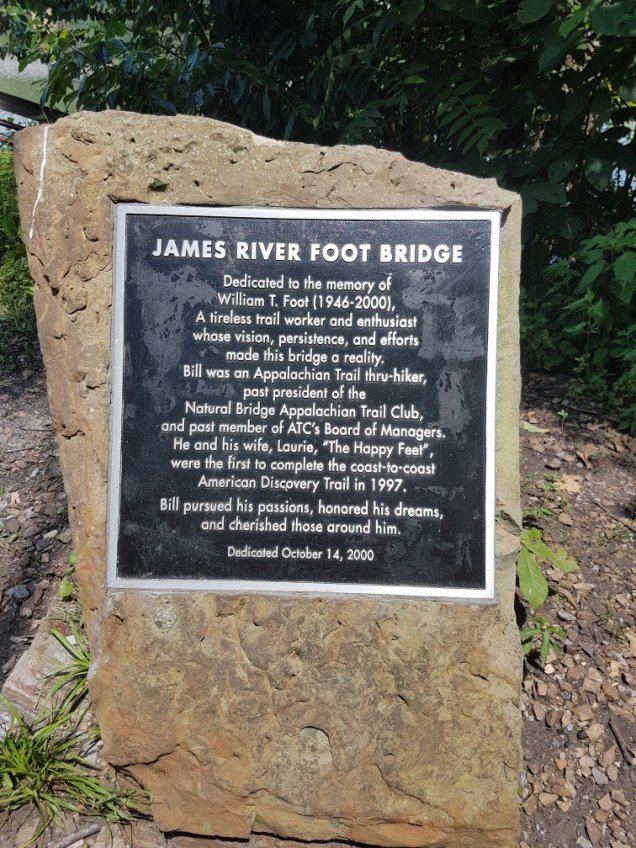 JAMES RIVER FOOT BRIDGE
Dedicated to the memory of
William T. Foot (1946-2000),
A tireless trail worker and enthusiast
whose vision, persistence, and efforts
made this bridge a reality.
Bill was an Appalachian Trail thru-hiker,
past president of the
Natural Bridge Appalachian Trail Club,
and past member of ATC's Board of Managers.
He and his wife, Laurie, "The Happy Feet",
were the first to complete the coast-to-coast
American Discovery Trail in 1997.
Bill pursued his passions, honored his dreams,
and cherished those around him.
Dedicated October 14, 2000